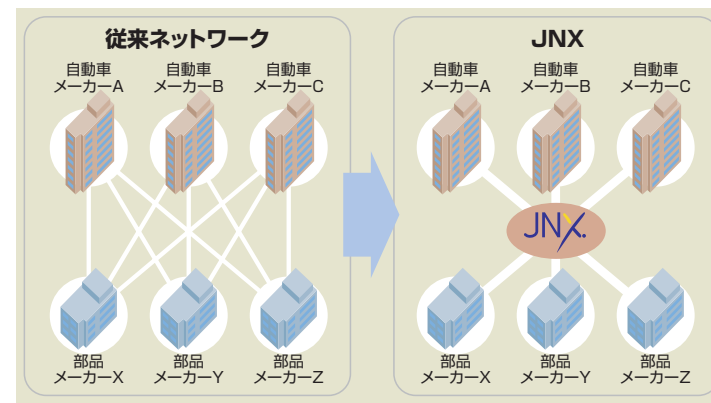 従来ネットワーク
自動車
メーカーA
自動車
メーカーB
自動車
メーカーC
部品
メーカーX
部品
メーカーY
部品
メーカーZ
JNX
自動車
メーカーA
自動車
メーカーB
自動車
メーカーC
JNX.
部品
メーカーX
部品
メーカーY
部品
メーカーZ